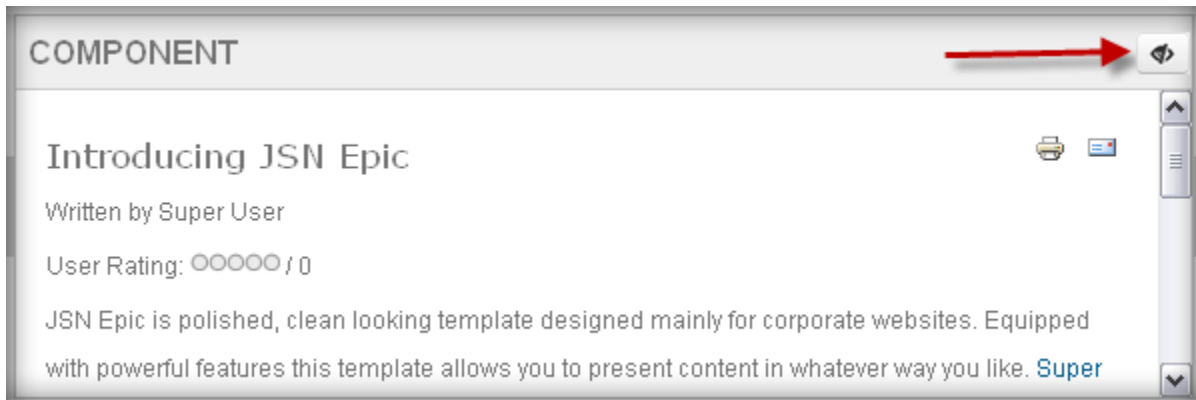 COMPONENT
Introducing JSN Epic
Written by Super User
User Rating: / 0
JSN Epic is polished, clean looking template designed mainly for corporate websites. Equipped
with powerful features this template allows you to present content in whatever way you like. Super